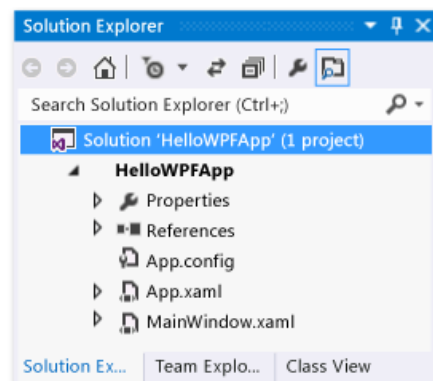 Solution Explorer
Search Solution Explorer (Ctrl+;)
Solution 'HelloWPFApp' (1 project)
HelloWPFApp
Properties
References
App.config
App.xaml
MainWindow.xaml
Solution Ex... Team Explo... Class View